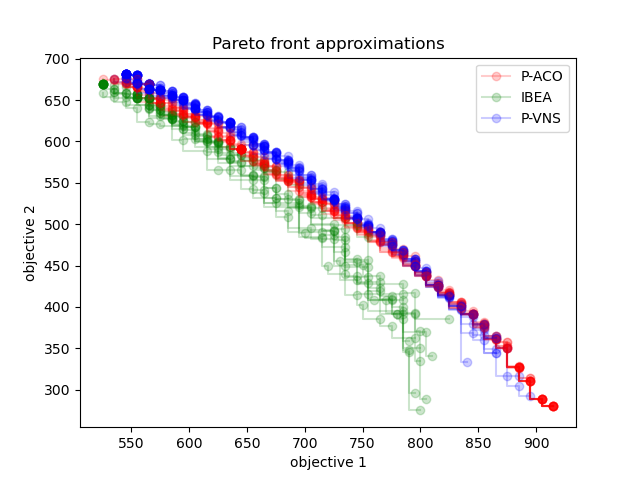 Pareto front approximations
P-ACO
IBEA
P-VNS
objective 2
700
650
600
550
500
450
400
350
300
550
600
650
700
750
800
850
900
objective 1